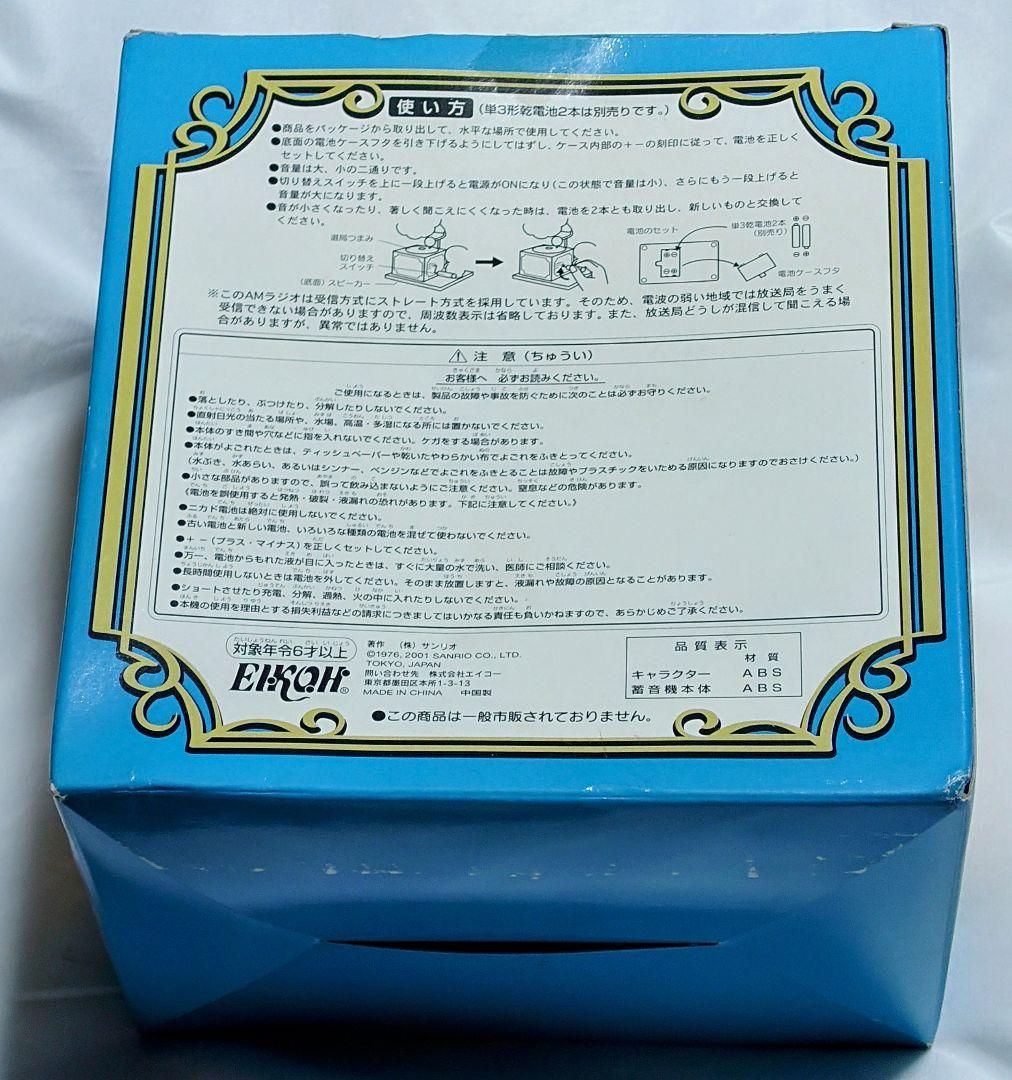 使い方 (単3形乾電池2本は別売りです。)
●商品をパッケージから取り出して、水平な場所で使用してください。
●底面の電池ケースフタを引き下げるようにしてはずし、ケース内部の+−の刻印に従って、電池を正しく
セットしてください。
●音量は大、小の二通りです。
●切り替えスイッチを上に一段上げると電源がONになり(この状態で音量は小)、さらにもう一段上げると
音量が大になります。
●音が小さくなったり、著しく聞こえにくくなった時は、電池を2本とも取り出し、新しいものと交換して
ください。
選局つまみ
切り替え
スイッチ
(底面)スピーカー
電池のセット
単3乾電池2本
(別売り)
電池ケースフタ
※このAMラジオは受信方式にストレート方式を採用しています。そのため、電波の弱い地域では放送局をうまく
受信できない場合がありますので、周波数表示は省略しております。また、放送局どうしが混信して聞こえる場
合がありますが、異常ではありません。
⚠注 意(ちゅうい)
お客様へ 必ずお読みください。
ご使用になるときは、製品の故障や事故を防ぐために次のことは必ずお守りください。
●落としたり、ぶつけたり、分解したりしないでください。
●直射日光の当たる場所や、水場、高温・多湿になる所には置かないでください。
●本体のすき間や穴などに指を入れないでください。ケガをする場合があります。
●本体がよごれたときは、ティッシュペーパーや乾いたやわらかい布でよごれをふきとってください。
(水ぶき、水あらい、あるいはシンナー、ベンジンなどでよごれをふきとることは故障やプラスチックをいためる原因になりますのでおさけください。)
●小さな部品がありますので、誤って飲み込まないようにご注意ください。窒息などの危険があります。
《電池を誤使用すると発熱・破裂・液漏れの恐れがあります。下記に注意してください。》
●ニカド電池は絶対に使用しないでください。
●古い電池と新しい電池、いろいろな種類の電池を混ぜて使わないでください。
●+−(プラス・マイナス)を正しくセットしてください。
●万一、電池からもれた液が目に入ったときは、すぐに大量の水で洗い、医師にご相談ください。
●長時間使用しないときは電池を外してください。そのまま放置しますと、液漏れや故障の原因となることがあります。
●ショートさせたり充電、分解、過熱、火の中に入れたりしないでください。
●本機の使用を理由とする損失利益などの請求につきましてはいかなる責任も負いかねますので、あらかじめご了承ください。
対象年令6才以上
EIKOH®
著作 (株)サンリオ
©1976, 2001 SANRIO CO., LTD.
TOKYO, JAPAN
問い合わせ先 株式会社エイコー
東京都墨田区本所1-3-13
MADE IN CHINA 中国製
品質表示
材 質
キャラクター ABS
蓄音機本体 ABS
●この商品は一般市販されておりません。